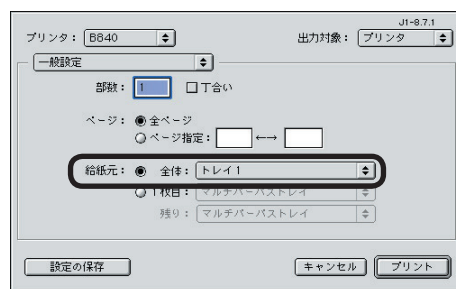 J1-8.7.1
プリンタ： B840 出力対象： プリンタ
一般設定
部数： 1 丁合い
ページ： 全ページ
ページ指定： ←→
給紙元： 全体： トレイ1
1枚目： マルチパーパストレイ
残り： マルチパーパストレイ
設定の保存 キャンセル プリント